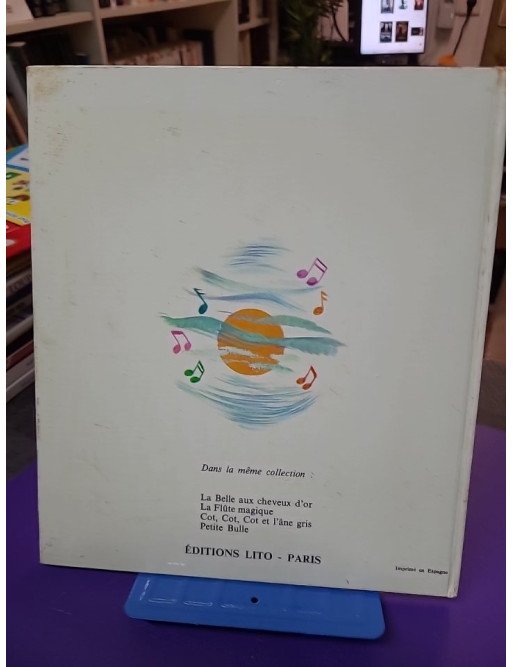 Dans la même collection :
La Belle aux cheveux d'or
La Flûte magique
Cot, Cot, Cot et l'âne gris
Petite Bulle
ÉDITIONS LITO - PARIS
Imprimé en Espagne